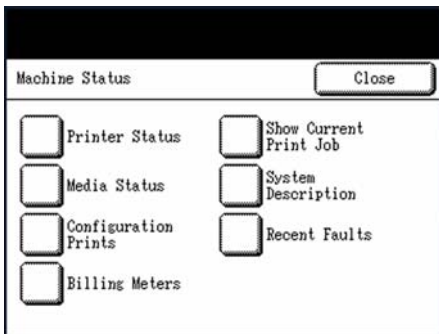 Machine Status
Close
Printer Status
Media Status
Configuration
Prints
Billing Meters
Show Current
Print Job
System
Description
Recent Faults